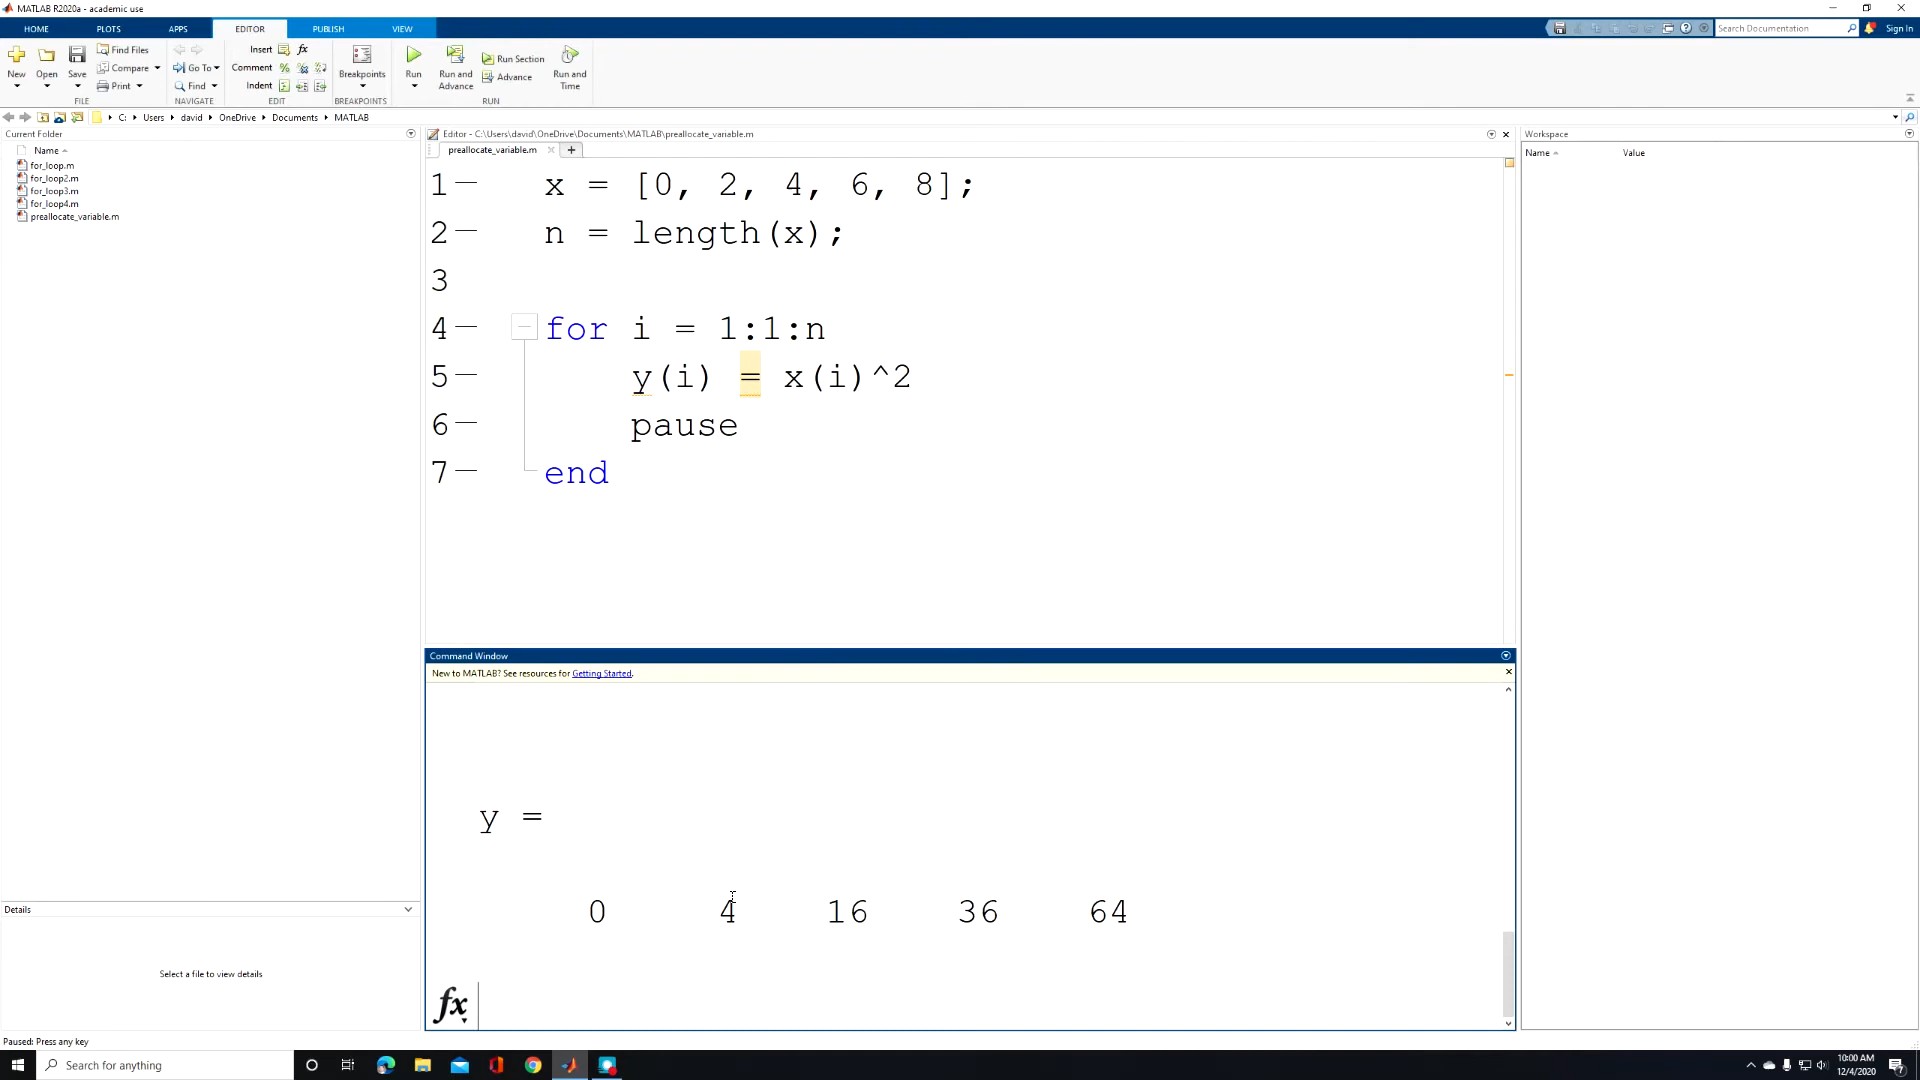 MATLAB R2020a - academic use
HOME PLOTS APPS EDITOR PUBLISH VIEW
Search Documentation
Sign In
New Open Save
Find Files
Compare
Print
FILE
Go To
Find
NAVIGATE
Insert
Comment
Indent
EDIT
Breakpoints
BREAKPOINTS
Run
Run and Advance
Run Section
Advance
Run and Time
RUN
C: Users david OneDrive Documents MATLAB
Current Folder
Name
for_loop.m
for_loop2.m
for_loop3.m
for_loop4.m
preallocate_variable.m
Details
Select a file to view details
Editor - C:\Users\david\OneDrive\Documents\MATLAB\preallocate_variable.m
preallocate_variable.m
1 x = [0, 2, 4, 6, 8];
2 n = length(x);
3
4 for i = 1:1:n
5 y(i) = x(i)^2
6 pause
7 end
Command Window
New to MATLAB? See resources for Getting Started.
y =
0 4 16 36 64
fx
Workspace
Name Value
Paused: Press any key
Search for anything
10:00 AM
12/4/2020